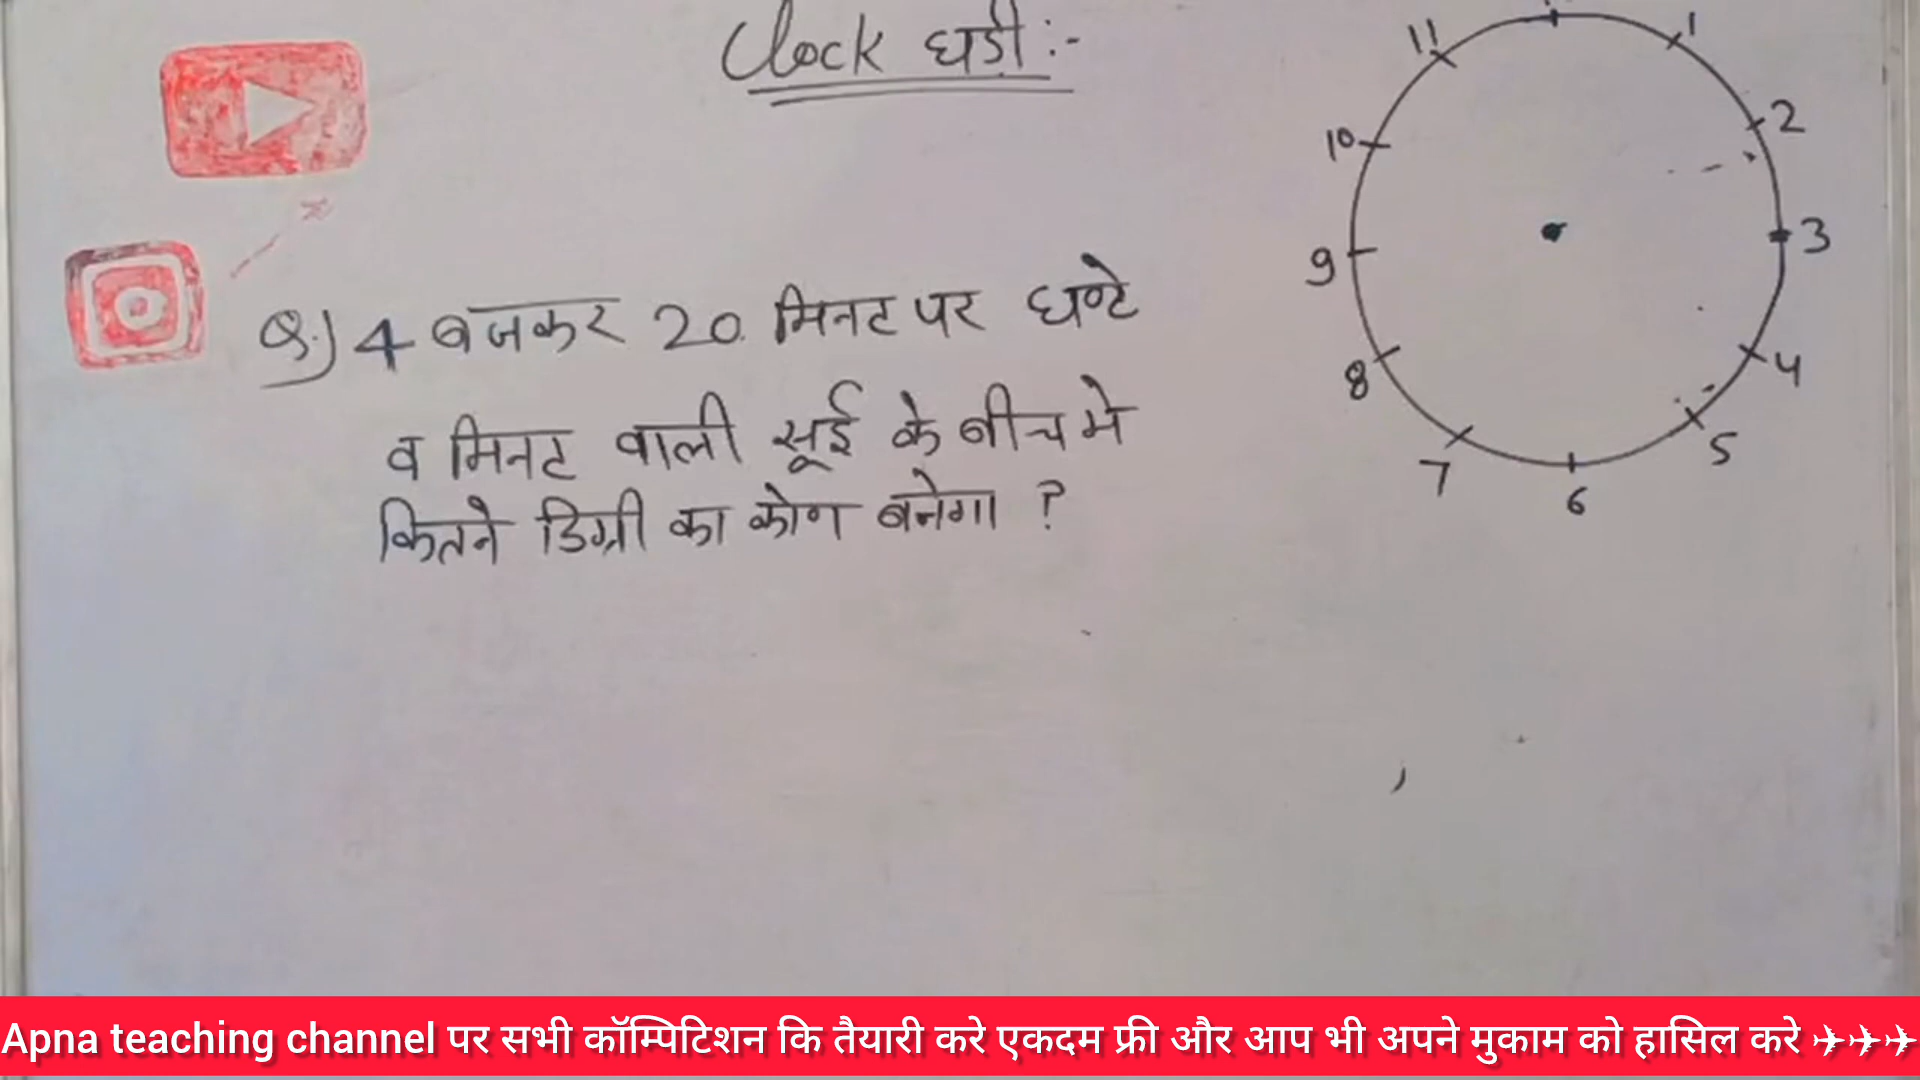 Clock घड़ी :-
11
1
10
2
9
3
8
4
7
5
6
Q.) 4 बजकर 20 मिनट पर घण्टे
व मिनट वाली सूई के बीच मे
कितने डिग्री का कोण बनेगा ?
Apna teaching channel पर सभी कॉम्पिटिशन कि तैयारी करे एकदम फ्री और आप भी अपने मुकाम को हासिल करे ✈✈✈